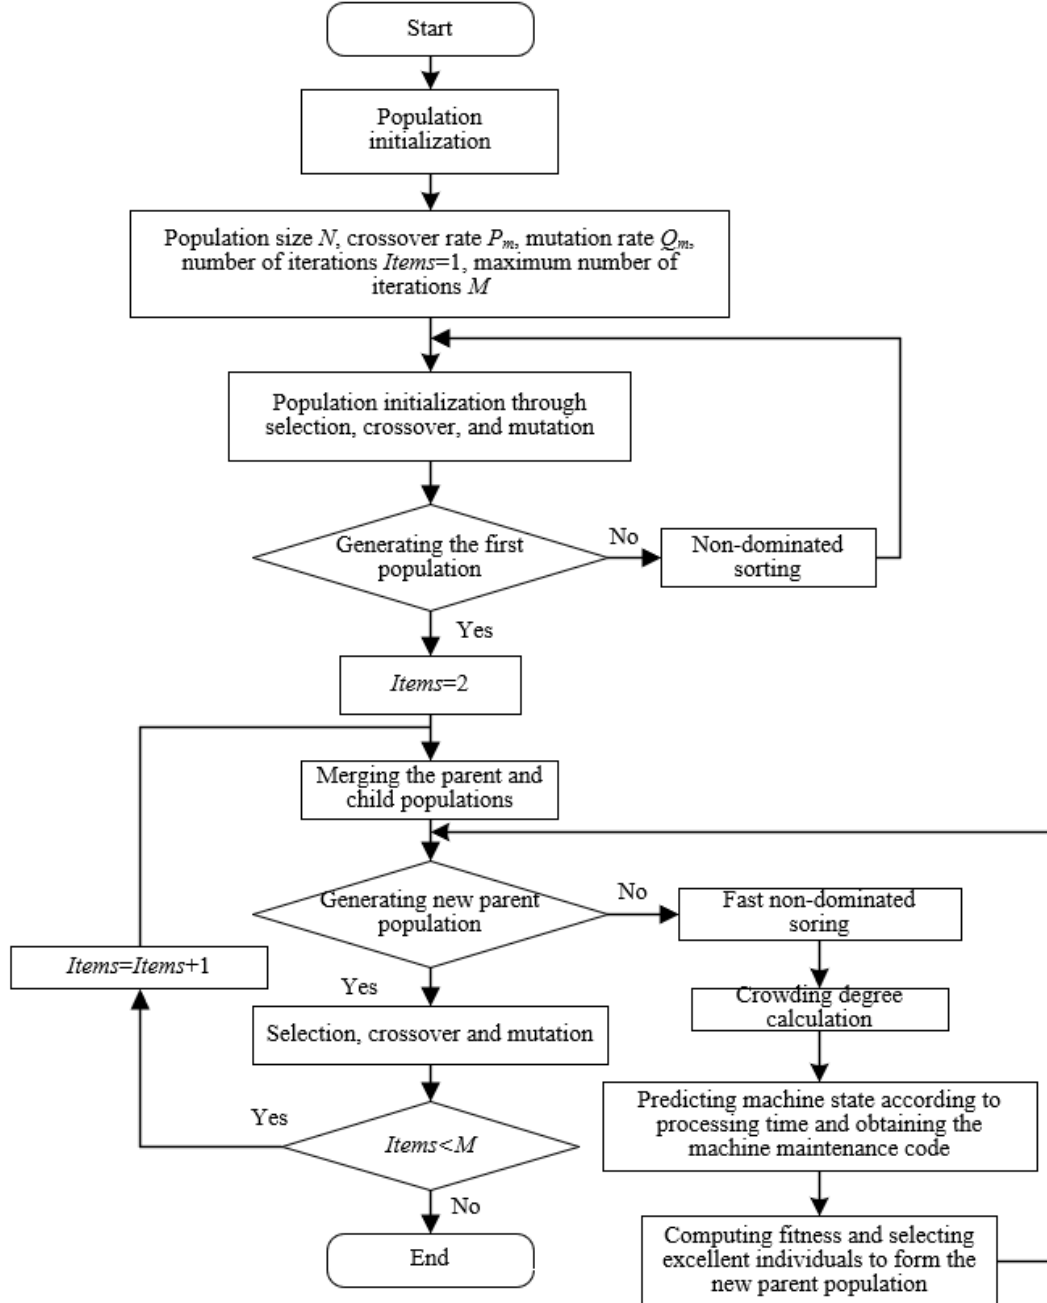 Start
Population
initialization
Population size N, crossover rate Pm, mutation rate Qm,
number of iterations Items=1, maximum number of
iterations M
Population initialization through
selection, crossover, and mutation
Generating the first
population
No
Non-dominated
sorting
Yes
Items=2
Merging the parent and
child populations
Generating new parent
population
No
Fast non-dominated
soring
Items=Items+1
Yes
Crowding degree
calculation
Selection, crossover and mutation
Predicting machine state according to
processing time and obtaining the
machine maintenance code
Yes
Items<M
No
Computing fitness and selecting
excellent individuals to form the
new parent population
End